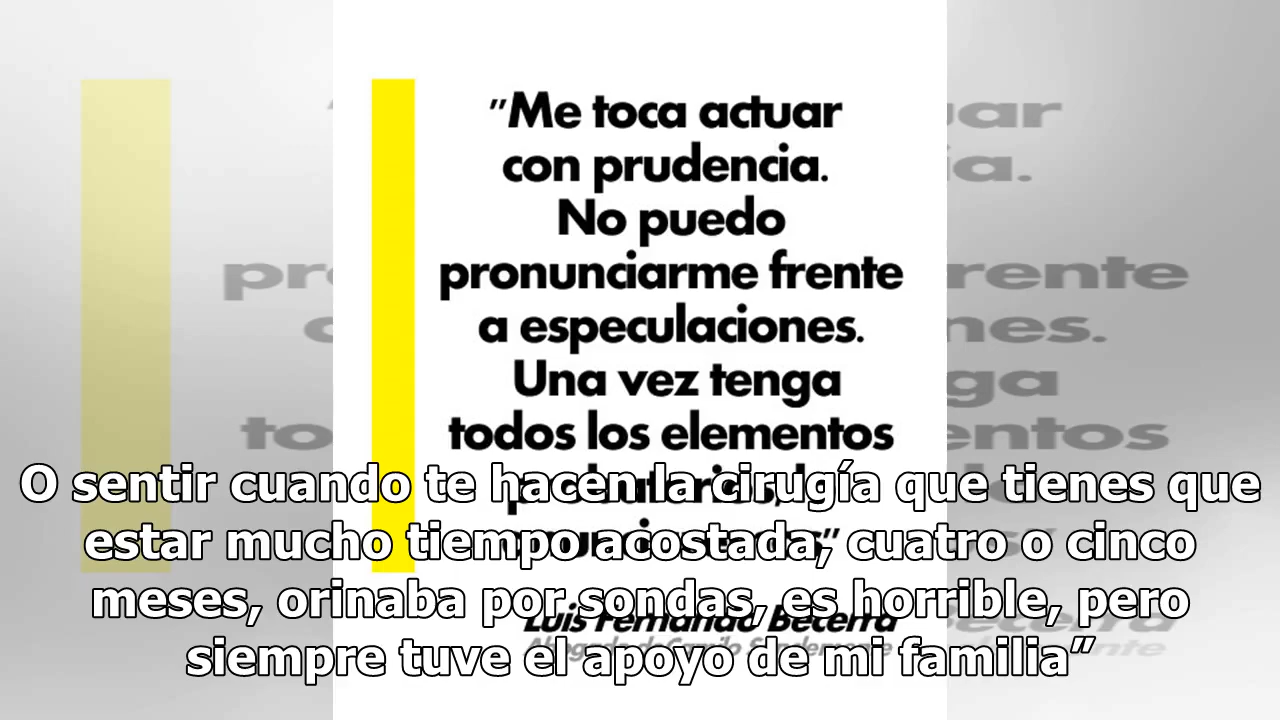 "Me toca actuar
con prudencia.
No puedo
pronunciarme frente
a especulaciones.
Una vez tenga
todos los elementos
Luis Fernando Becerra
O sentir cuando te hacen la cirugía que tienes que
estar mucho tiempo acostada, cuatro o cinco
meses, orinaba por sondas, es horrible, pero
siempre tuve el apoyo de mi familia”